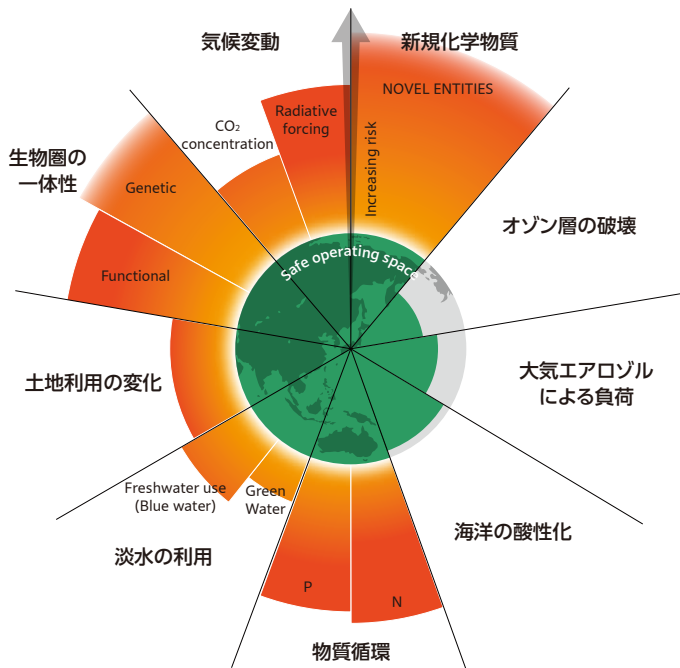 気候変動
新規化学物質
NOVEL ENTITIES
Radiative
forcing
CO₂
concentration
Increasing risk
生物圏の
一体性
Genetic
Functional
オゾン層の破壊
Safe operating space
土地利用の変化
大気エアロゾル
による負荷
Freshwater use
(Blue water)
Green
Water
淡水の利用
海洋の酸性化
P
N
物質循環